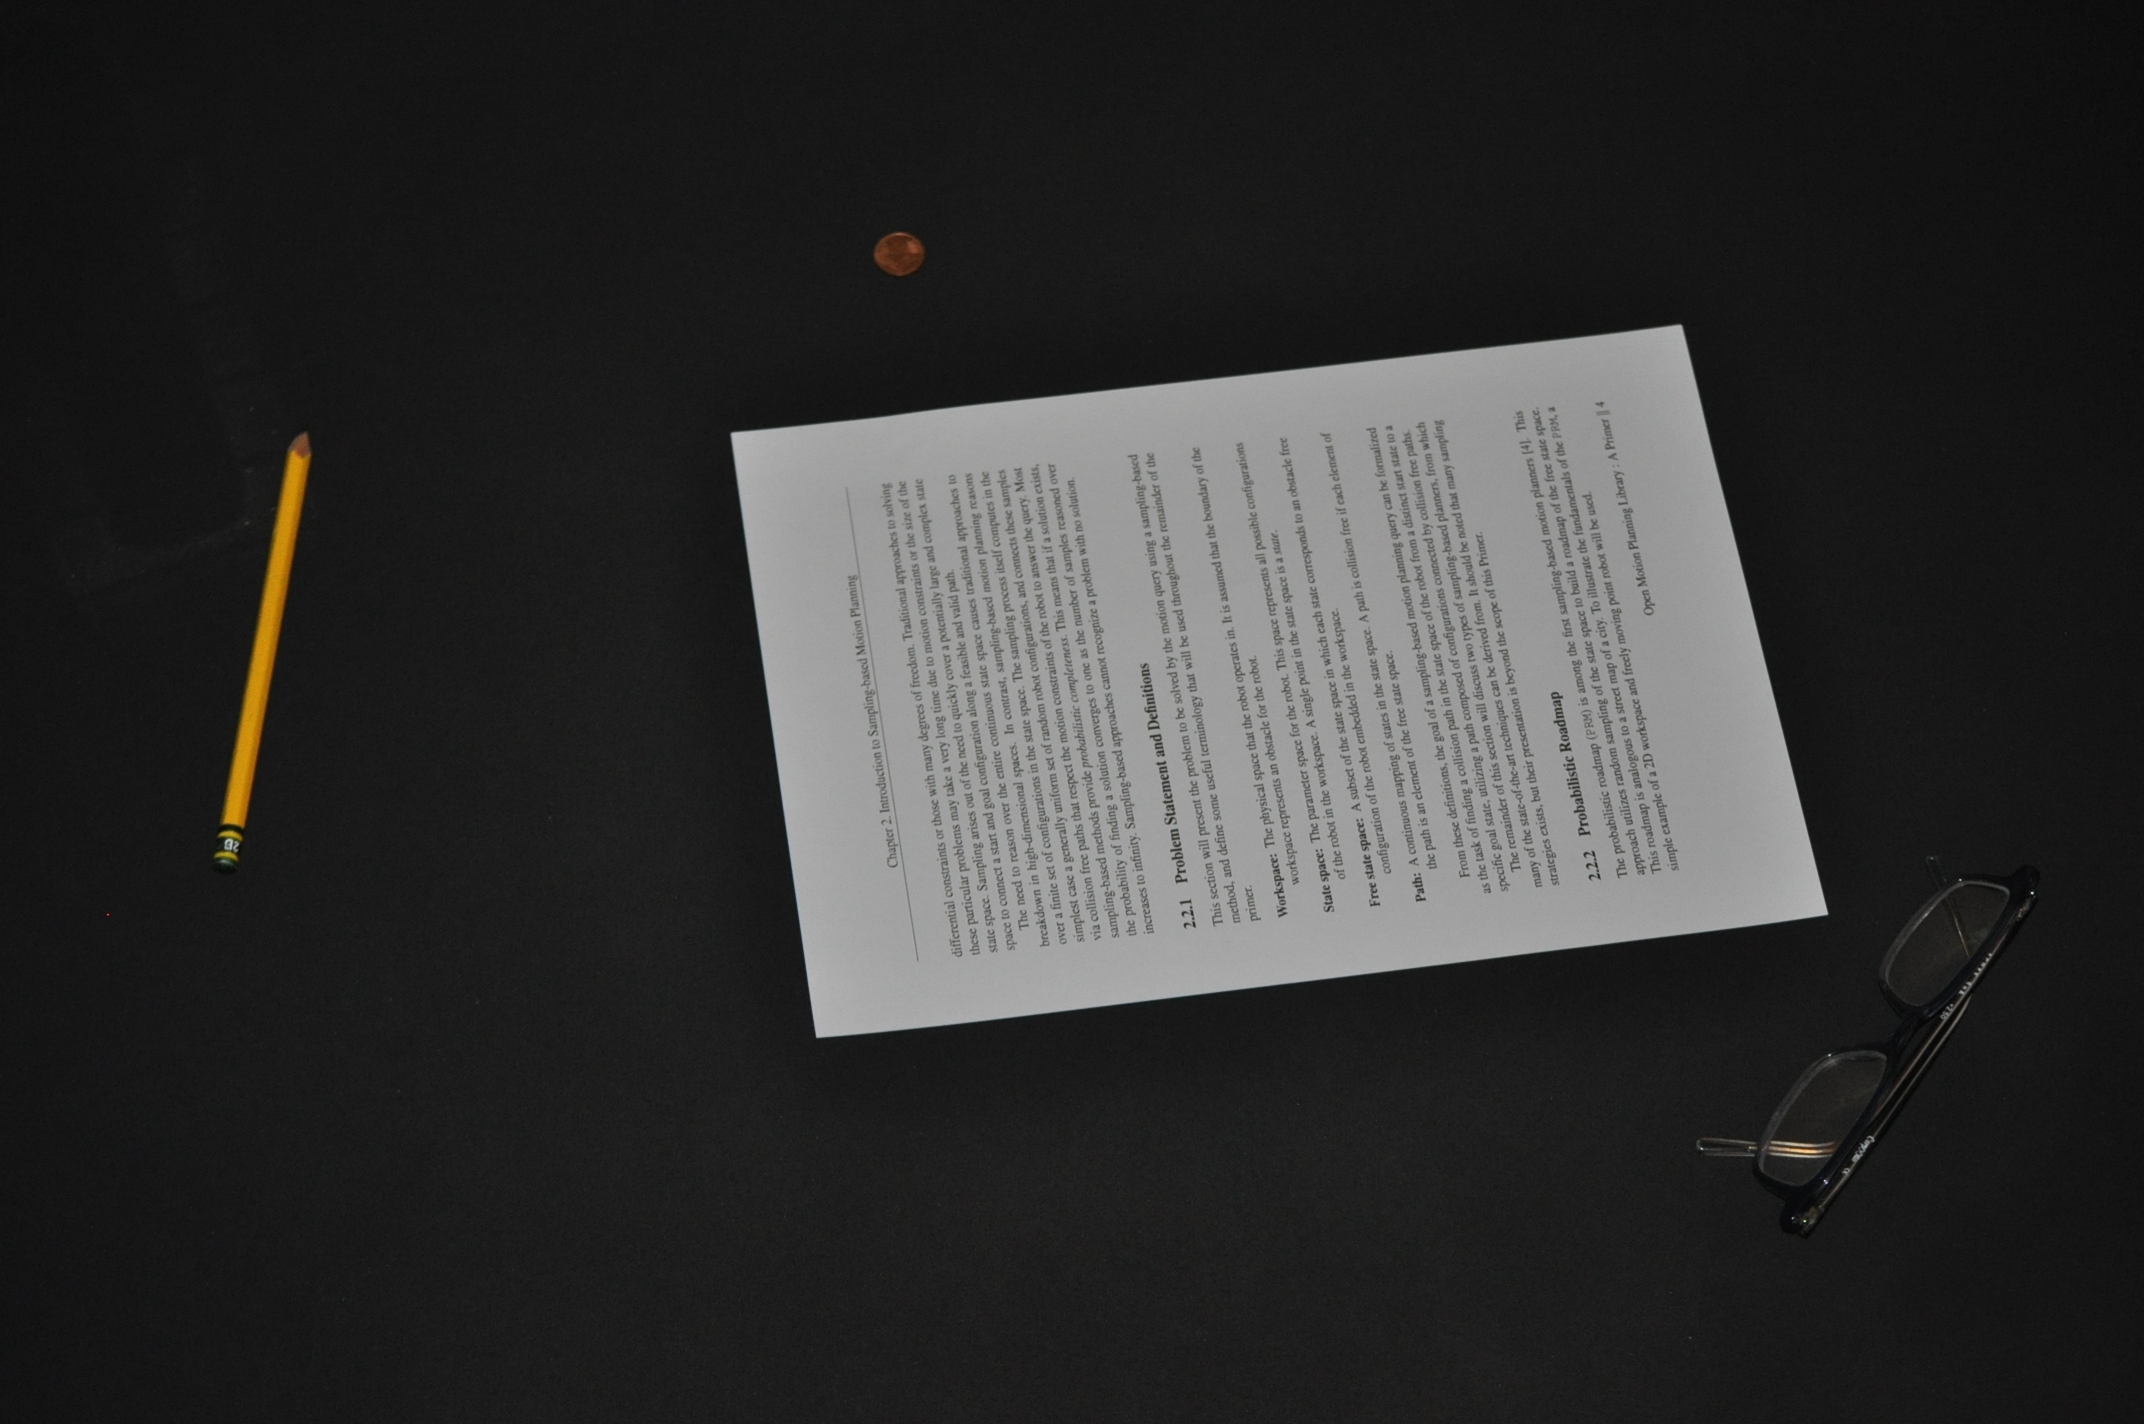 Chapter 2. Introduction to Sampling-based Motion Planning
differential constraints or those with many degrees of freedom. Traditional approaches to solving
these particular problems may take a very long time due to motion constraints or the size of the
state space. Sampling arises out of the need to quickly cover a potentially large and complex state
space to connect a start and goal configuration along a feasible and valid path.
The need to reason over the entire continuous state space causes traditional approaches to
breakdown in high-dimensional spaces. In contrast, sampling-based motion planning reasons
over a finite set of configurations in the state space. The sampling process itself computes in the
simplest case a generally uniform set of random robot configurations, and connects these samples
via collision free paths that respect the motion constraints of the robot to answer the query. Most
sampling-based methods provide probabilistic completeness. This means that if a solution exists,
the probability of finding a solution converges to one as the number of samples reasoned over
increases to infinity. Sampling-based approaches cannot recognize a problem with no solution.
2.2.1 Problem Statement and Definitions
This section will present the problem to be solved by the motion query using a sampling-based
method, and define some useful terminology that will be used throughout the remainder of the
primer.
Workspace: The physical space that the robot operates in. It is assumed that the boundary of the
workspace represents an obstacle for the robot.
State space: The parameter space for the robot. This space represents all possible configurations
of the robot in the workspace. A single point in the state space is a state.
Free state space: A subset of the state space in which each state corresponds to an obstacle free
configuration of the robot embedded in the workspace.
Path: A continuous mapping of states in the state space. A path is collision free if each element of
the path is an element of the free state space.
From these definitions, the goal of a sampling-based motion planning query can be formalized
as the task of finding a collision path in the state space of the robot from a distinct start state to a
specific goal state, utilizing a path composed of configurations connected by collision free paths.
The remainder of this section will discuss two types of sampling-based planners, from which
many of the state-of-the-art techniques can be derived from. It should be noted that many sampling
strategies exists, but their presentation is beyond the scope of this Primer.
2.2.2 Probabilistic Roadmap
The probabilistic roadmap (PRM) is among the first sampling-based motion planners [4]. This
approach utilizes random sampling of the state space to build a roadmap of the free state space.
This roadmap is analogous to a street map of a city. To illustrate the fundamentals of the PRM, a
simple example of a 2D workspace and freely moving point robot will be used.
Open Motion Planning Library : A Primer || 4